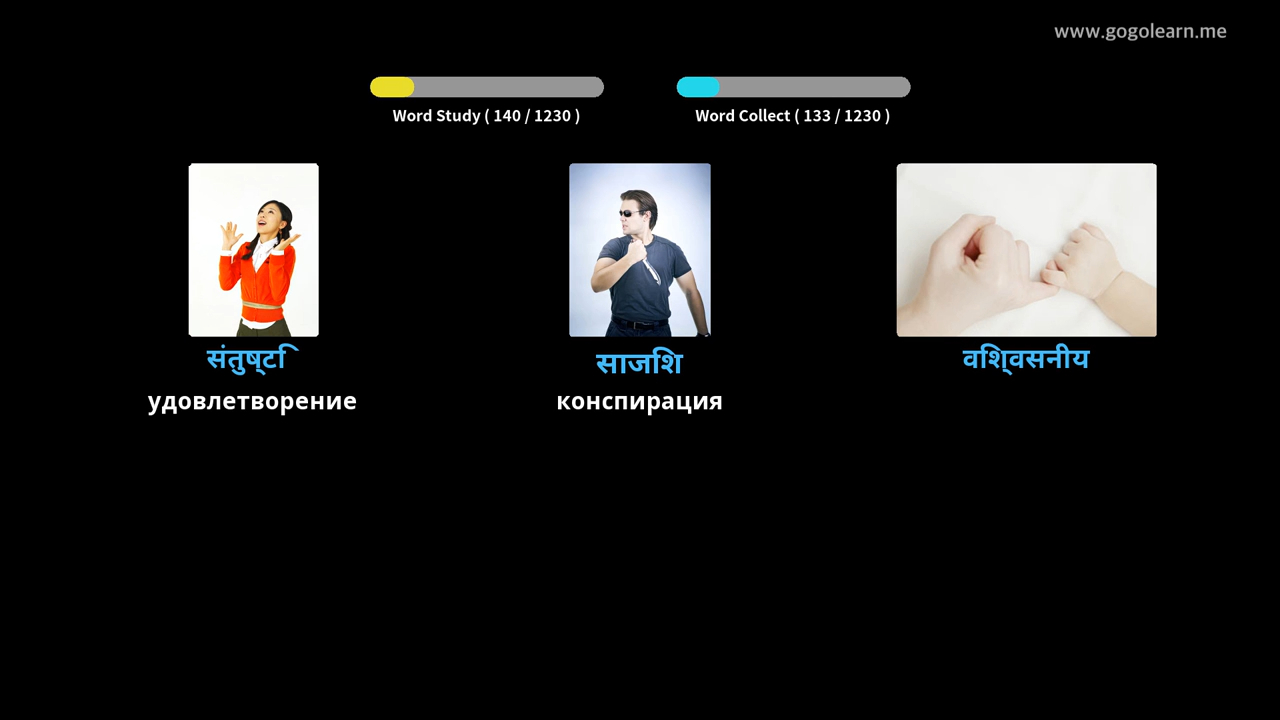 www.gogolearn.me
Word Study ( 140 / 1230 )
Word Collect ( 133 / 1230 )
संतुष्टि
साजिश
विश्वसनीय
удовлетворение
конспирация